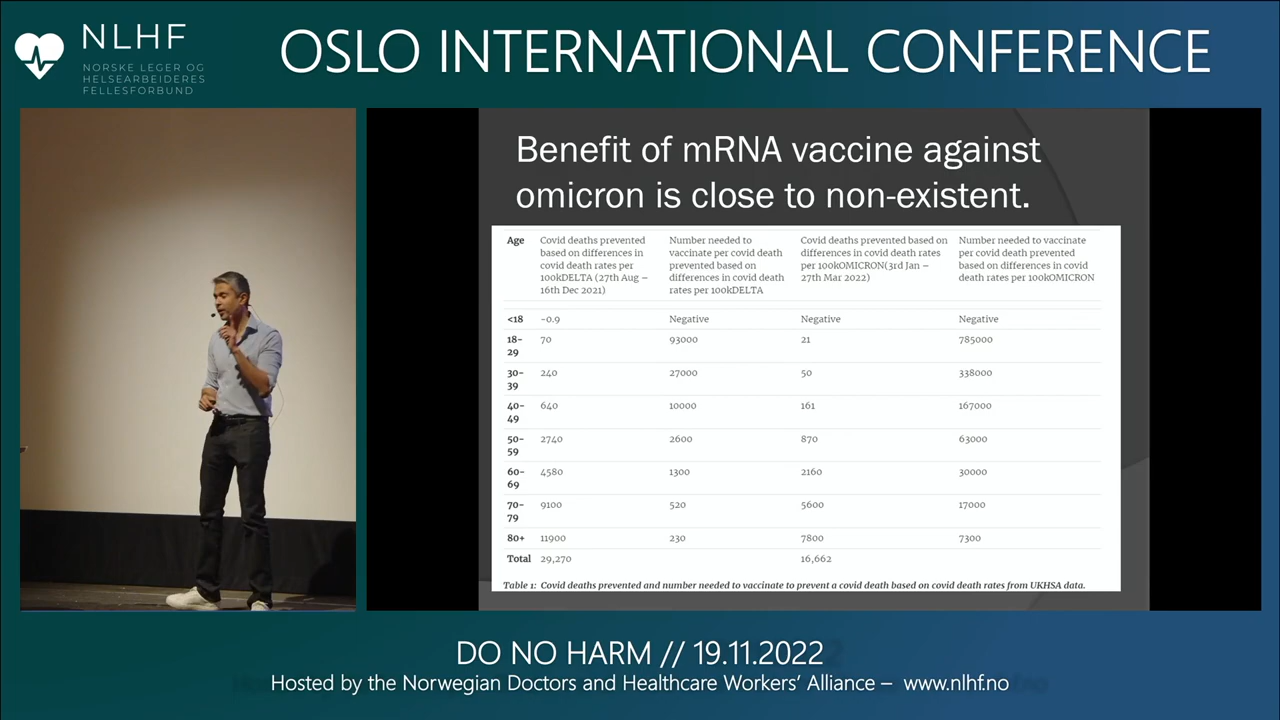 NLHF
NORSKE LEGER OG
HELSEARBEIDERES
FELLESFORBUND
OSLO INTERNATIONAL CONFERENCE
Benefit of mRNA vaccine against
omicron is close to non-existent.
Age | Covid deaths prevented based on differences in covid death rates per 100kDELTA (27th Aug – 16th Dec 2021) | Number needed to vaccinate per covid death prevented based on differences in covid death rates per 100kDELTA | Covid deaths prevented based on differences in covid death rates per 100kOMICRON(3rd Jan – 27th Mar 2022) | Number needed to vaccinate per covid death prevented based on differences in covid death rates per 100kOMICRON
<18 | -0.9 | Negative | Negative | Negative
18-29 | 70 | 93000 | 21 | 785000
30-39 | 240 | 27000 | 50 | 338000
40-49 | 640 | 10000 | 161 | 167000
50-59 | 2740 | 2600 | 870 | 63000
60-69 | 4580 | 1300 | 2160 | 30000
70-79 | 9100 | 520 | 5600 | 17000
80+ | 11900 | 230 | 7800 | 7300
Total | 29,270 | 16,662
Table 1: Covid deaths prevented and number needed to vaccinate to prevent a covid death based on covid death rates from UKHSA data.
DO NO HARM // 19.11.2022
Hosted by the Norwegian Doctors and Healthcare Workers' Alliance – www.nlhf.no